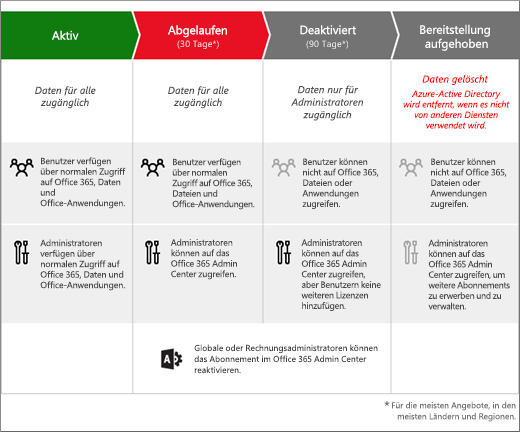 Aktiv
Abgelaufen
(30 Tage*)
Deaktiviert
(90 Tage*)
Bereitstellung
aufgehoben
Daten für alle
zugänglich
Daten für alle
zugänglich
Daten nur für
Administratoren
zugänglich
Daten gelöscht
Azure-Active Directory
wird entfernt, wenn es nicht
von anderen Diensten
verwendet wird.
Benutzer verfügen
über normalen Zugriff
auf Office 365, Daten
und
Office-Anwendungen.
Benutzer verfügen
über normalen
Zugriff auf Office 365,
Dateien und
Office-Anwendungen.
Benutzer können
nicht auf Office 365,
Dateien oder
Anwendungen
zugreifen.
Benutzer können
nicht auf Office 365,
Dateien oder
Anwendungen
zugreifen.
Administratoren
verfügen über
normalen Zugriff auf
Office 365, Daten und
Office-Anwendungen.
Administratoren
können auf das
Office 365 Admin
Center zugreifen.
Administratoren
können auf das
Office 365 Admin
Center zugreifen,
aber Benutzern keine
weiteren Lizenzen
hinzufügen.
Administratoren
können auf das
Office 365 Admin
Center zugreifen, um
weitere Abonnements
zu erwerben und zu
verwalten.
A
Globale oder Rechnungsadministratoren können
das Abonnement im Office 365 Admin Center
reaktivieren.
* Für die meisten Angebote, in den
meisten Ländern und Regionen.